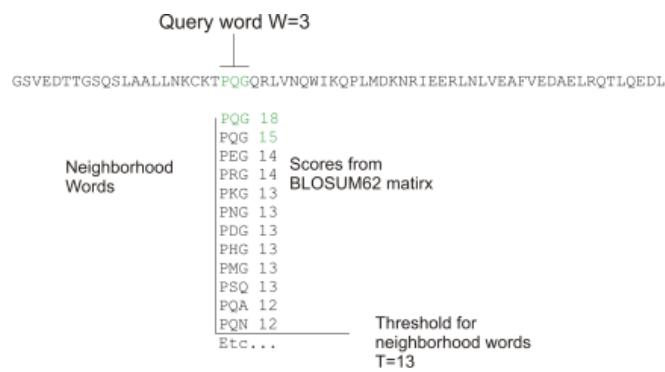 Query word W=3
GSVEDTTGSQSLAALLNKCKTPQGQRLVNQWIKQPLMDKNRIEERLNLVEAFVEDAELRQTLQEDL
PQG 18
PQG 15
PEG 14
PRG 14
PKG 13
PNG 13
PDG 13
PHG 13
PMG 13
PSQ 13
PQA 12
PQN 12
Etc...
Neighborhood
Words
Scores from
BLOSUM62 matirx
Threshold for
neighborhood words
T=13